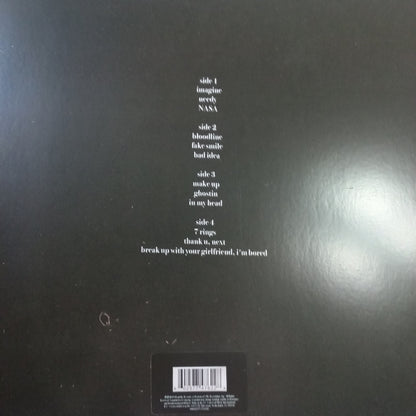 side 1
imagine
needy
NASA
side 2
bloodline
fake smile
bad idea
side 3
make up
ghostin
in my head
side 4
7 rings
thank u, next
break up with your girlfriend, i'm bored